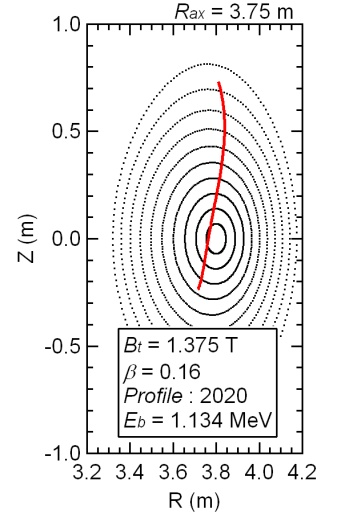 Rax = 3.75 m
1.0
0.5
0.0
-0.5
-1.0
Z (m)
Bt = 1.375 T
β = 0.16
Profile : 2020
Eb = 1.134 MeV
3.2 3.4 3.6 3.8 4.0 4.2
R (m)